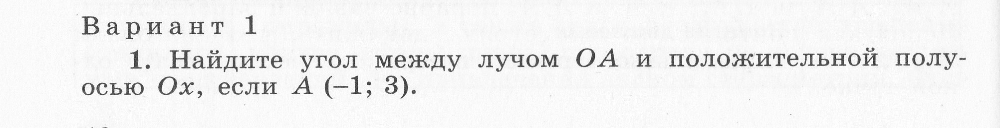 Вариант 1
1. Найдите угол между лучом OA и положительной полу-
осью Ox, если A (–1; 3).